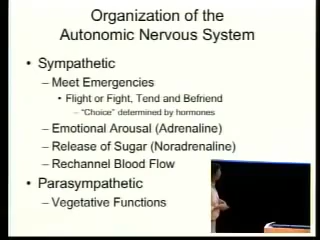 Organization of the
Autonomic Nervous System
• Sympathetic
– Meet Emergencies
• Flight or Fight, Tend and Befriend
– "Choice" determined by hormones
– Emotional Arousal (Adrenaline)
– Release of Sugar (Noradrenaline)
– Rechannel Blood Flow
• Parasympathetic
– Vegetative Functions